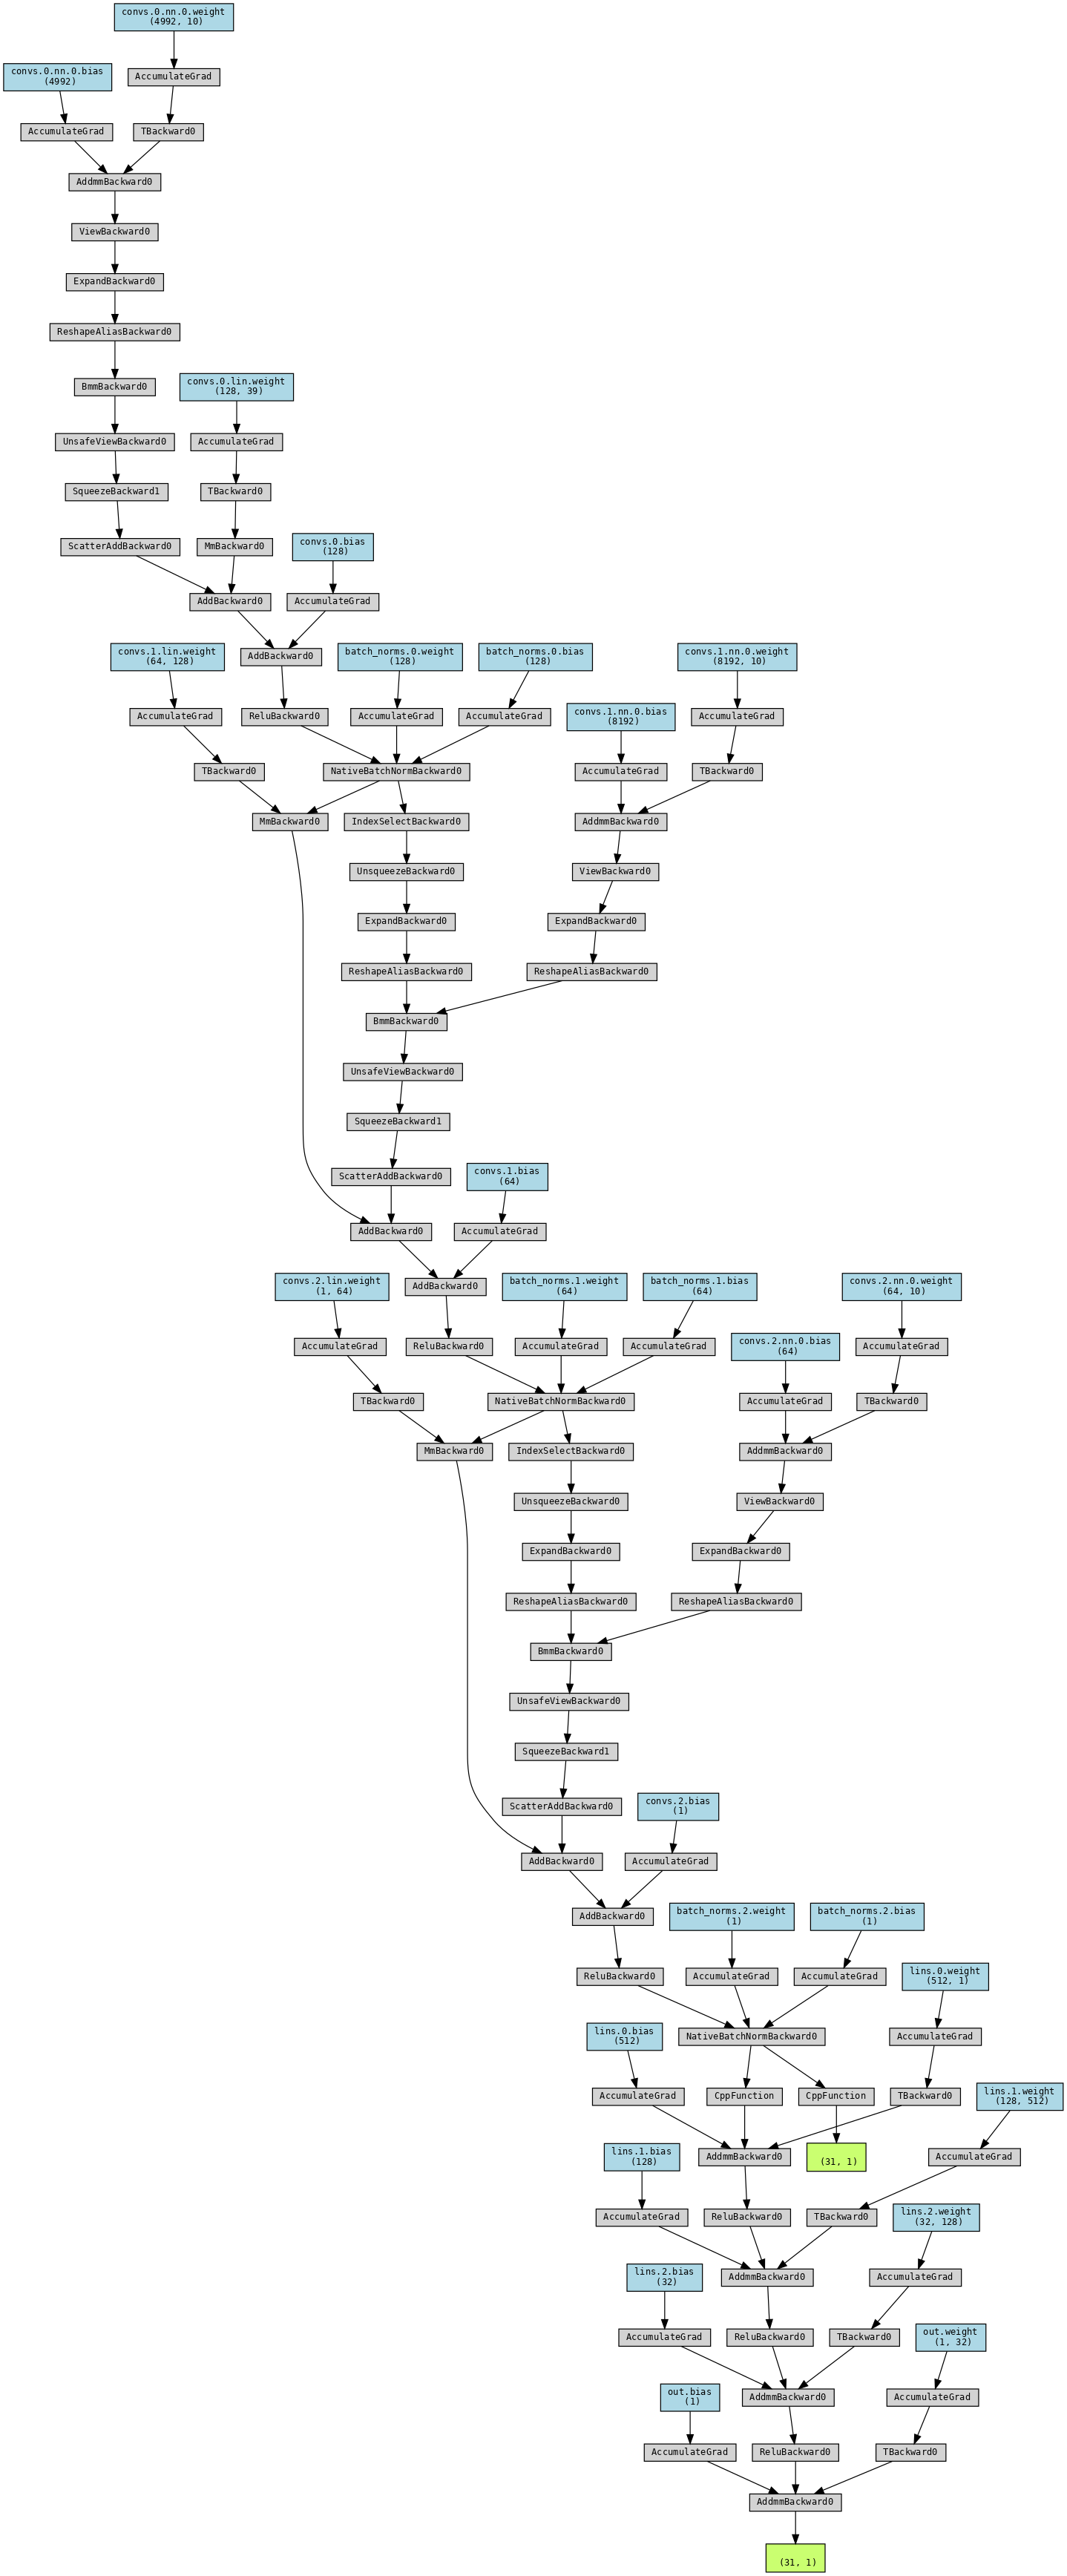 convs.0.nn.0.weight
(4992, 10)
convs.0.nn.0.bias
(4992)
AccumulateGrad
AccumulateGrad
TBackward0
AddmmBackward0
ViewBackward0
ExpandBackward0
ReshapeAliasBackward0
BmmBackward0
convs.0.lin.weight
(128, 39)
UnsafeViewBackward0
AccumulateGrad
SqueezeBackward1
TBackward0
ScatterAddBackward0
MmBackward0
convs.0.bias
(128)
AddBackward0
AccumulateGrad
convs.1.lin.weight
(64, 128)
AddBackward0
batch_norms.0.weight
(128)
batch_norms.0.bias
(128)
convs.1.nn.0.weight
(8192, 10)
AccumulateGrad
ReluBackward0
AccumulateGrad
AccumulateGrad
convs.1.nn.0.bias
(8192)
AccumulateGrad
TBackward0
NativeBatchNormBackward0
AccumulateGrad
TBackward0
MmBackward0
IndexSelectBackward0
AddmmBackward0
UnsqueezeBackward0
ViewBackward0
ExpandBackward0
ExpandBackward0
ReshapeAliasBackward0
ReshapeAliasBackward0
BmmBackward0
UnsafeViewBackward0
SqueezeBackward1
ScatterAddBackward0
convs.1.bias
(64)
AddBackward0
AccumulateGrad
convs.2.lin.weight
(1, 64)
AddBackward0
batch_norms.1.weight
(64)
batch_norms.1.bias
(64)
convs.2.nn.0.weight
(64, 10)
AccumulateGrad
ReluBackward0
AccumulateGrad
AccumulateGrad
convs.2.nn.0.bias
(64)
AccumulateGrad
TBackward0
NativeBatchNormBackward0
AccumulateGrad
TBackward0
MmBackward0
IndexSelectBackward0
AddmmBackward0
UnsqueezeBackward0
ViewBackward0
ExpandBackward0
ExpandBackward0
ReshapeAliasBackward0
ReshapeAliasBackward0
BmmBackward0
UnsafeViewBackward0
SqueezeBackward1
ScatterAddBackward0
convs.2.bias
(1)
AddBackward0
AccumulateGrad
AddBackward0
batch_norms.2.weight
(1)
batch_norms.2.bias
(1)
ReluBackward0
AccumulateGrad
AccumulateGrad
lins.0.weight
(512, 1)
lins.0.bias
(512)
NativeBatchNormBackward0
AccumulateGrad
AccumulateGrad
CppFunction
CppFunction
TBackward0
lins.1.weight
(128, 512)
lins.1.bias
(128)
AddmmBackward0
(31, 1)
AccumulateGrad
AccumulateGrad
ReluBackward0
TBackward0
lins.2.weight
(32, 128)
lins.2.bias
(32)
AddmmBackward0
AccumulateGrad
AccumulateGrad
ReluBackward0
TBackward0
out.weight
(1, 32)
out.bias
(1)
AddmmBackward0
AccumulateGrad
AccumulateGrad
ReluBackward0
TBackward0
AddmmBackward0
(31, 1)